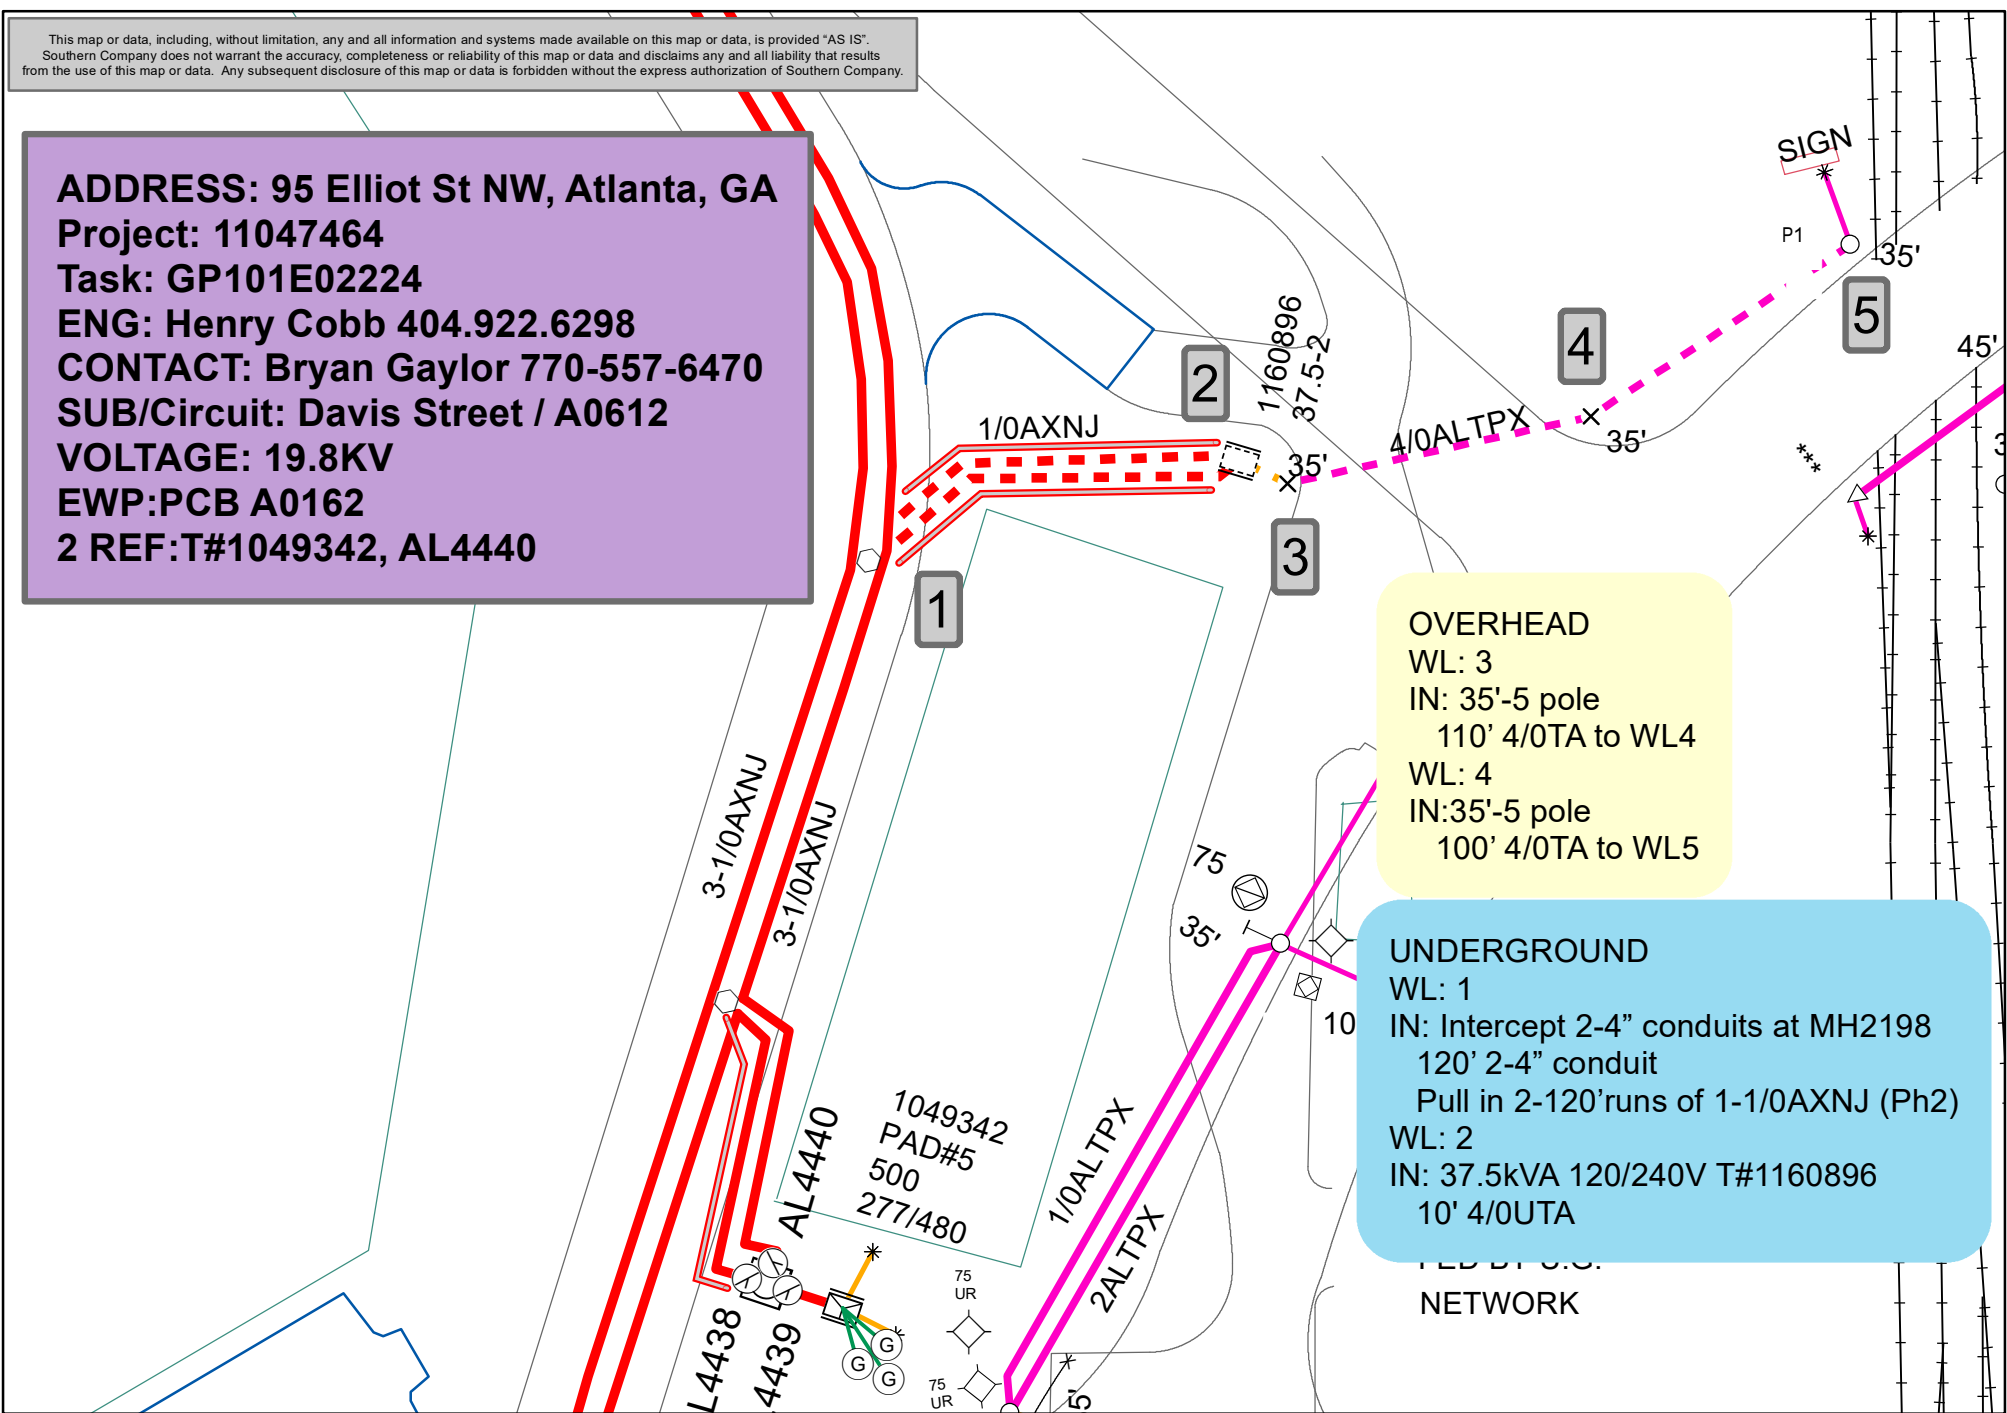 This map or data, including, without limitation, any and all information and systems made available on this map or data, is provided “AS IS”.
Southern Company does not warrant the accuracy, completeness or reliability of this map or data and disclaims any and all liability that results
from the use of this map or data. Any subsequent disclosure of this map or data is forbidden without the express authorization of Southern Company.
ADDRESS: 95 Elliot St NW, Atlanta, GA
Project: 11047464
Task: GP101E02224
ENG: Henry Cobb 404.922.6298
CONTACT: Bryan Gaylor 770-557-6470
SUB/Circuit: Davis Street / A0612
VOLTAGE: 19.8KV
EWP:PCB A0162
2 REF:T#1049342, AL4440
SIGN
P1
35'
5
4
45'
2
1160896
37.5-2
1/0AXNJ
35'
4/0ALTPX
35'
***
3
1
OVERHEAD
WL: 3
IN: 35'-5 pole
110’ 4/0TA to WL4
WL: 4
IN:35'-5 pole
100’ 4/0TA to WL5
3-1/0AXNJ
3-1/0AXNJ
75
35'
10
UNDERGROUND
WL: 1
IN: Intercept 2-4” conduits at MH2198
120’ 2-4” conduit
Pull in 2-120’runs of 1-1/0AXNJ (Ph2)
WL: 2
IN: 37.5kVA 120/240V T#1160896
10' 4/0UTA
FED BY U.G.
NETWORK
1049342
PAD#5
500
277/480
AL4440
1/0ALTPX
2ALTPX
L4438
4439
G
G
G
75
UR
75
UR
5'